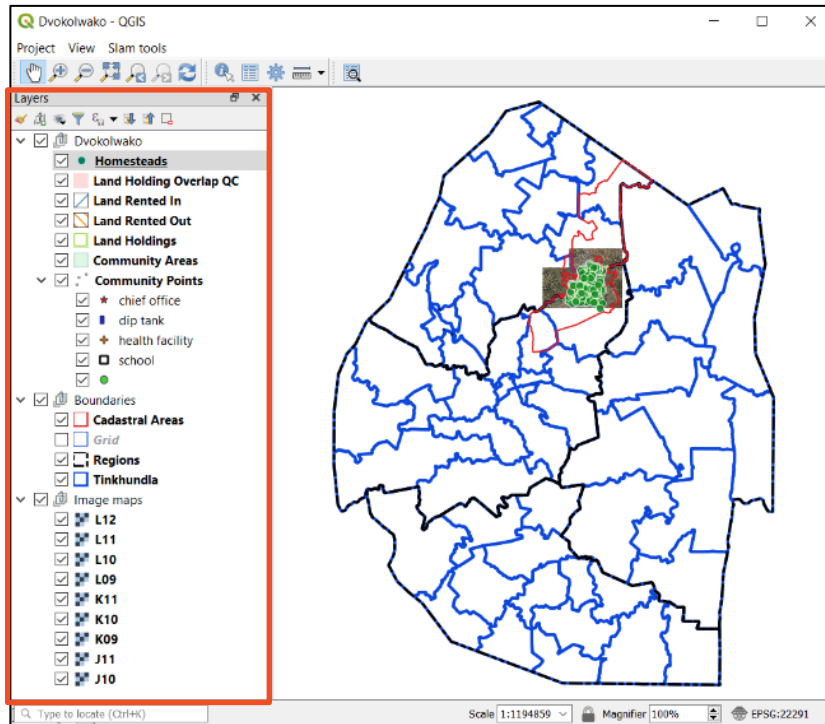 Dvokolwako - QGIS
Project View Slam tools
Layers
Dvokolwako
Homesteads
Land Holding Overlap QC
Land Rented In
Land Rented Out
Land Holdings
Community Areas
Community Points
chief office
dip tank
health facility
school
Boundaries
Cadastral Areas
Grid
Regions
Tinkhundla
Image maps
L12
L11
L10
L09
K11
K10
K09
J11
J10
Type to locate (Ctrl+K) Scale 1:1194859 Magnifier 100% EPSG:22291